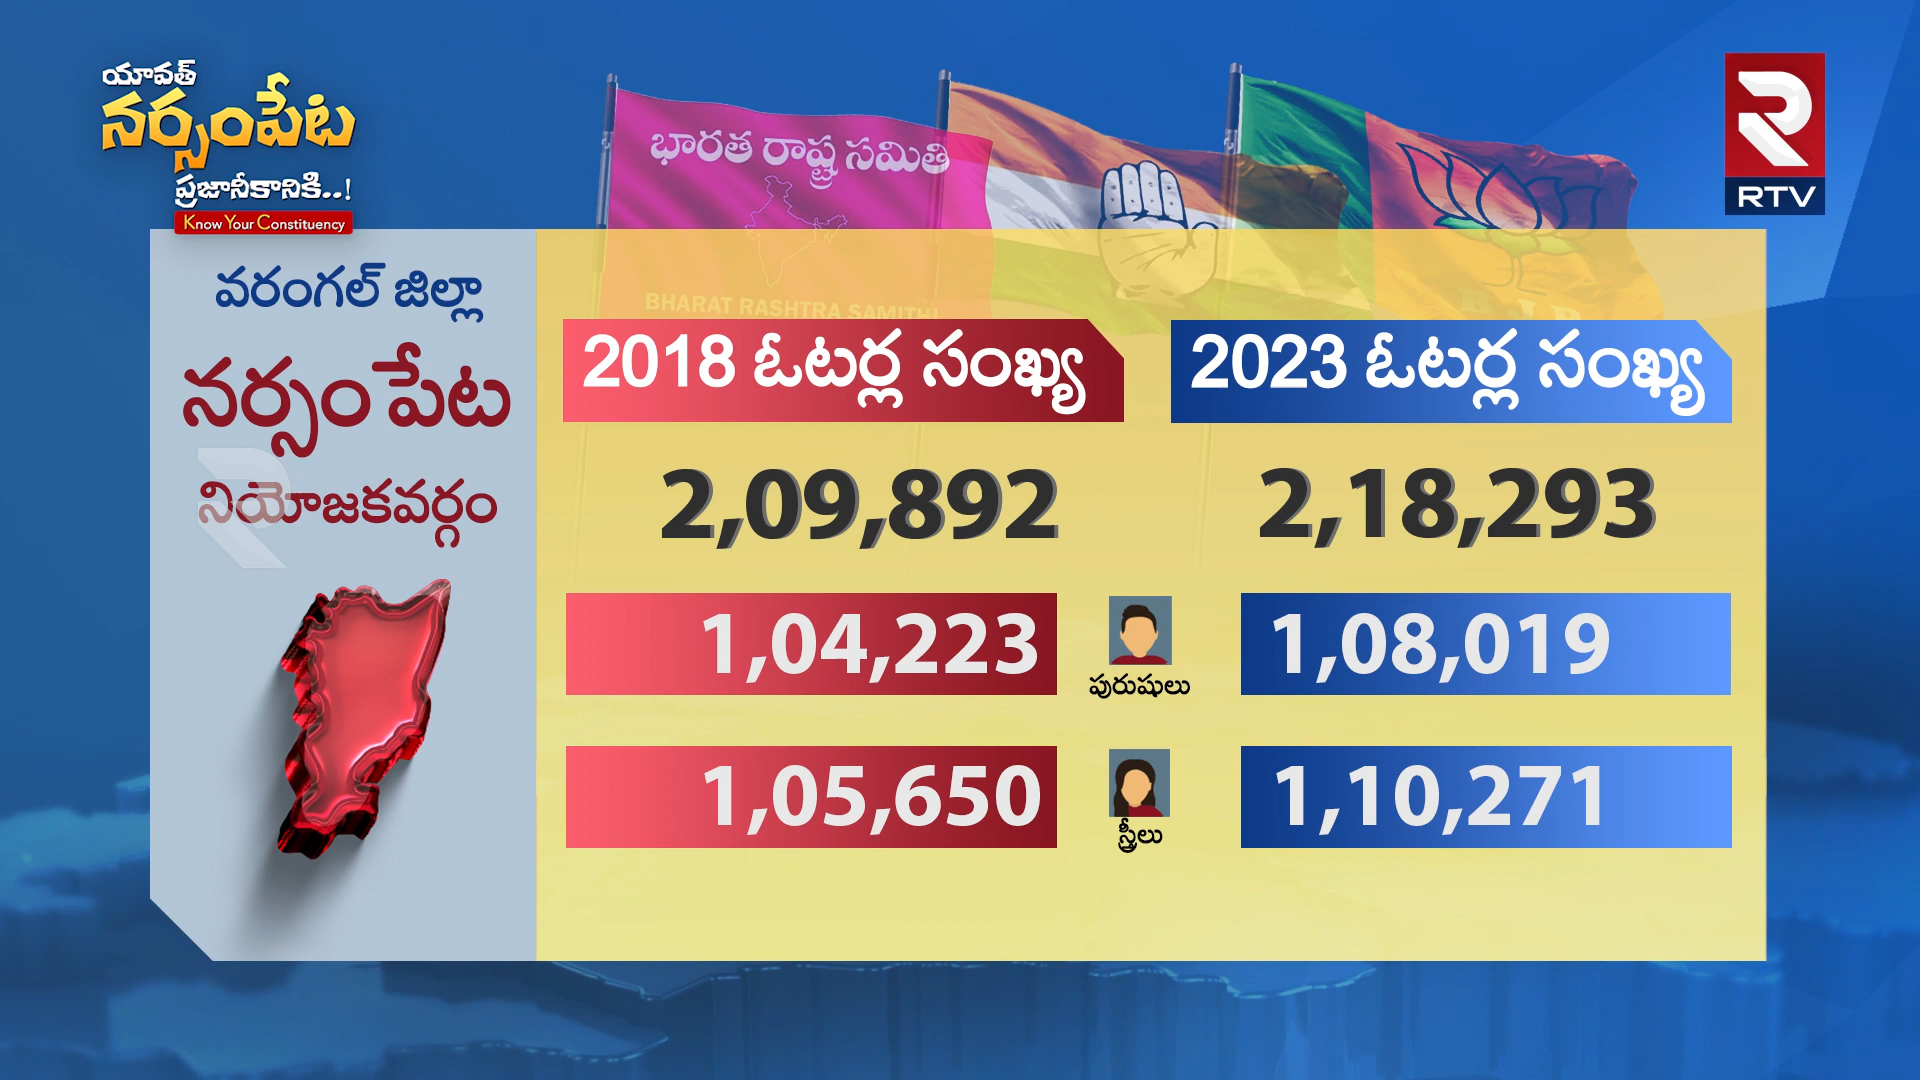 యావత్
నర్సంపేట
ప్రజానీకానికి..!
Know Your Constituency
భారత రాష్ట్ర సమితి
BHARAT RASHTRA SAMITHI
BJP
RTV
వరంగల్ జిల్లా
నర్సంపేట
నియోజకవర్గం
2018 ఓటర్ల సంఖ్య
2023 ఓటర్ల సంఖ్య
2,09,892
2,18,293
1,04,223
పురుషులు
1,08,019
1,05,650
స్త్రీలు
1,10,271